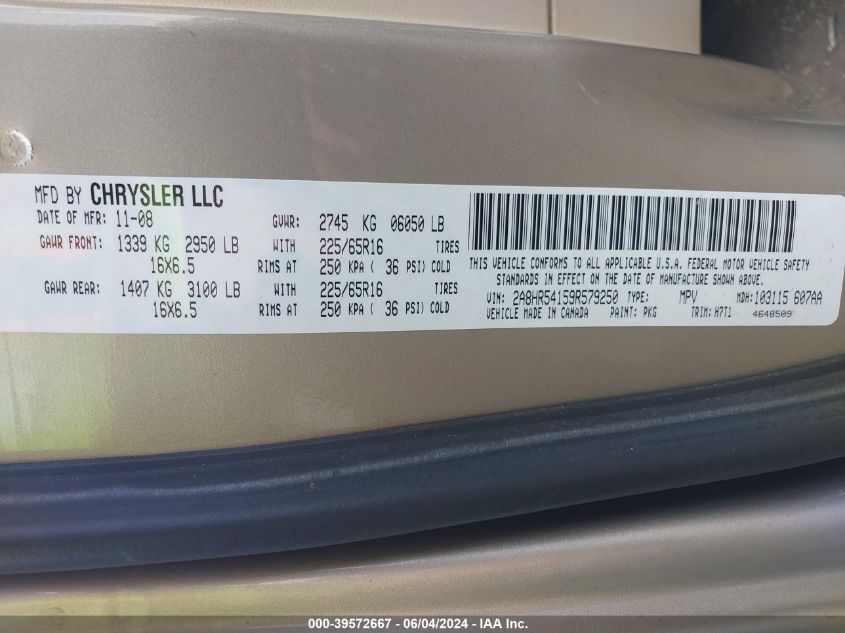 MFD BY CHRYSLER LLC
DATE OF MFR: 11-08 GVWR: 2745 KG 06050 LB
GAWR FRONT: 1339 KG 2950 LB WITH 225/65R16 TIRES
16X6.5 RIMS AT 250 KPA ( 36 PSI) COLD
GAWR REAR: 1407 KG 3100 LB WITH 225/65R16 TIRES
16X6.5 RIMS AT 250 KPA ( 36 PSI) COLD
THIS VEHICLE CONFORMS TO ALL APPLICABLE U.S.A. FEDERAL MOTOR VEHICLE SAFETY
STANDARDS IN EFFECT ON THE DATE OF MANUFACTURE SHOWN ABOVE.
VIN: 2A8HR54159R579250 TYPE: MPV MDH: 103115 607AA
VEHICLE MADE IN CANADA PAINT: PKG TRIM: H7T1 4648509
000-39572667 - 06/04/2024 - IAA Inc.